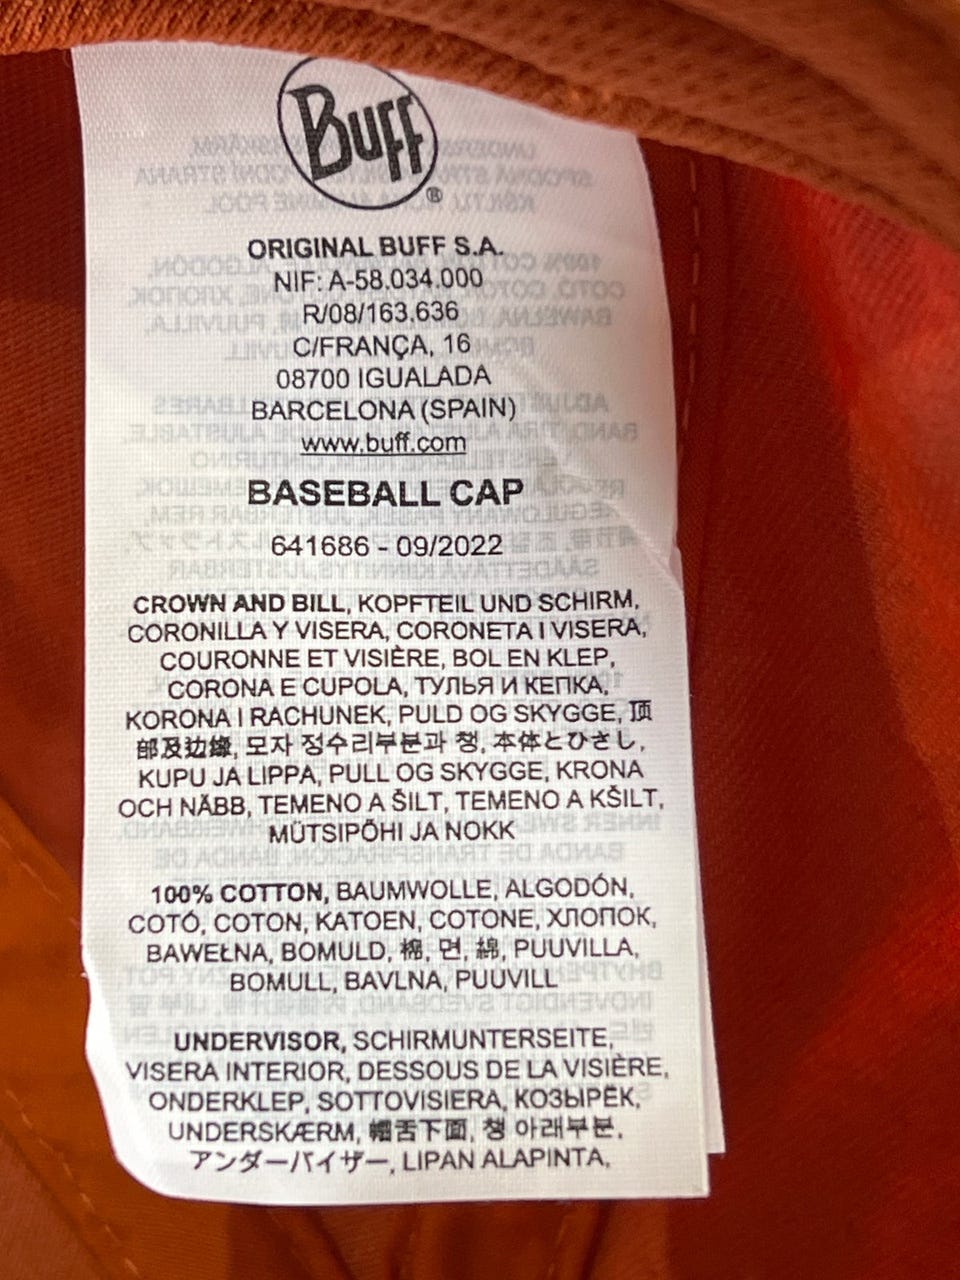 BUFF
®
ORIGINAL BUFF S.A.
NIF: A-58.034.000
R/08/163.636
C/FRANÇA, 16
08700 IGUALADA
BARCELONA (SPAIN)
www.buff.com
BASEBALL CAP
641686 - 09/2022
CROWN AND BILL, KOPFTEIL UND SCHIRM,
CORONILLA Y VISERA, CORONETA I VISERA,
COURONNE ET VISIÈRE, BOL EN KLEP,
CORONA E CUPOLA, ТУЛЬЯ И КЕПКА,
KORONA I RACHUNEK, PULD OG SKYGGE, 顶
部及边缘, 모자 정수리부분과 챙, 本体とひさし,
KUPU JA LIPPA, PULL OG SKYGGE, KRONA
OCH NÄBB, TEMENO A ŠILT, TEMENO A KŠILT,
MÜTSIPÕHI JA NOKK
100% COTTON, BAUMWOLLE, ALGODÓN,
COTÓ, COTON, KATOEN, COTONE, ХЛОПОК,
BAWEŁNA, BOMULD, 棉, 면, 綿, PUUVILLA,
BOMULL, BAVLNA, PUUVILL
UNDERVISOR, SCHIRMUNTERSEITE,
VISERA INTERIOR, DESSOUS DE LA VISIÈRE,
ONDERKLEP, SOTTOVISIERA, КОЗЫРЁК,
UNDERSKÆRM, 帽舌下面, 챙 아래부분,
アンダーバイザー, LIPAN ALAPINTA,